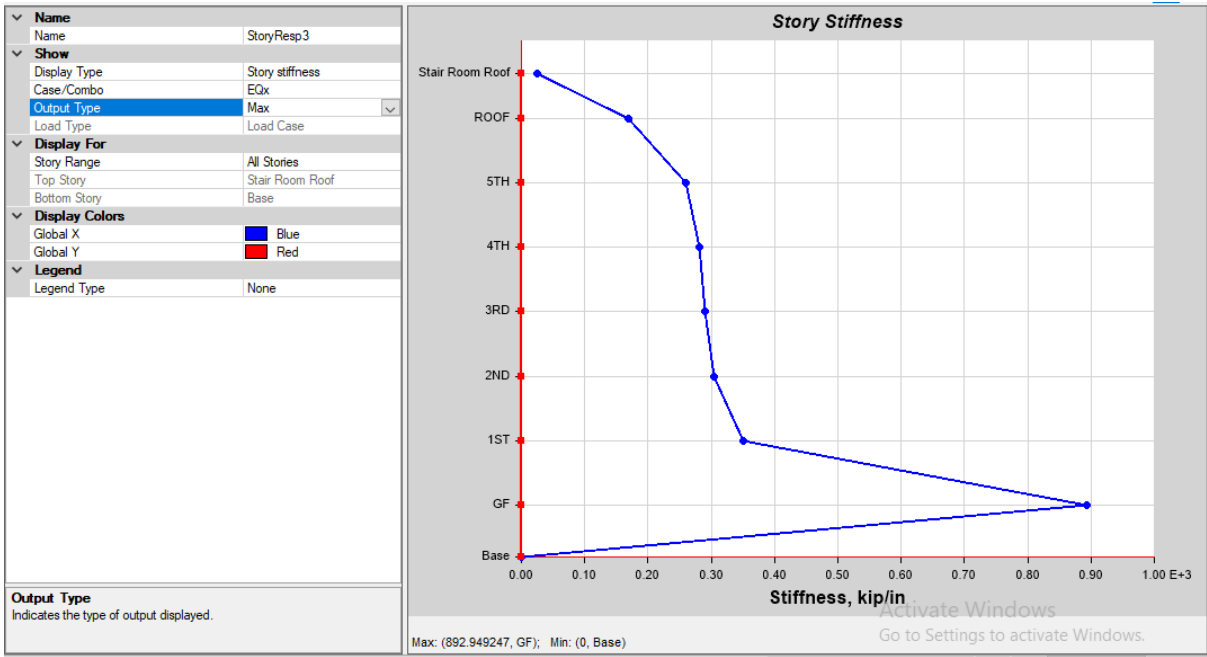 Name
Name StoryResp3
Show
Display Type Story stiffness
Case/Combo EQx
Output Type Max
Load Type Load Case
Display For
Story Range All Stories
Top Story Stair Room Roof
Bottom Story Base
Display Colors
Global X Blue
Global Y Red
Legend
Legend Type None
Output Type
Indicates the type of output displayed.
Story Stiffness
Stair Room Roof
ROOF
5TH
4TH
3RD
2ND
1ST
GF
Base
0.00 0.10 0.20 0.30 0.40 0.50 0.60 0.70 0.80 0.90 1.00 E+3
Stiffness, kip/in
Activate Windows
Go to Settings to activate Windows.
Max: (892.949247, GF); Min: (0, Base)